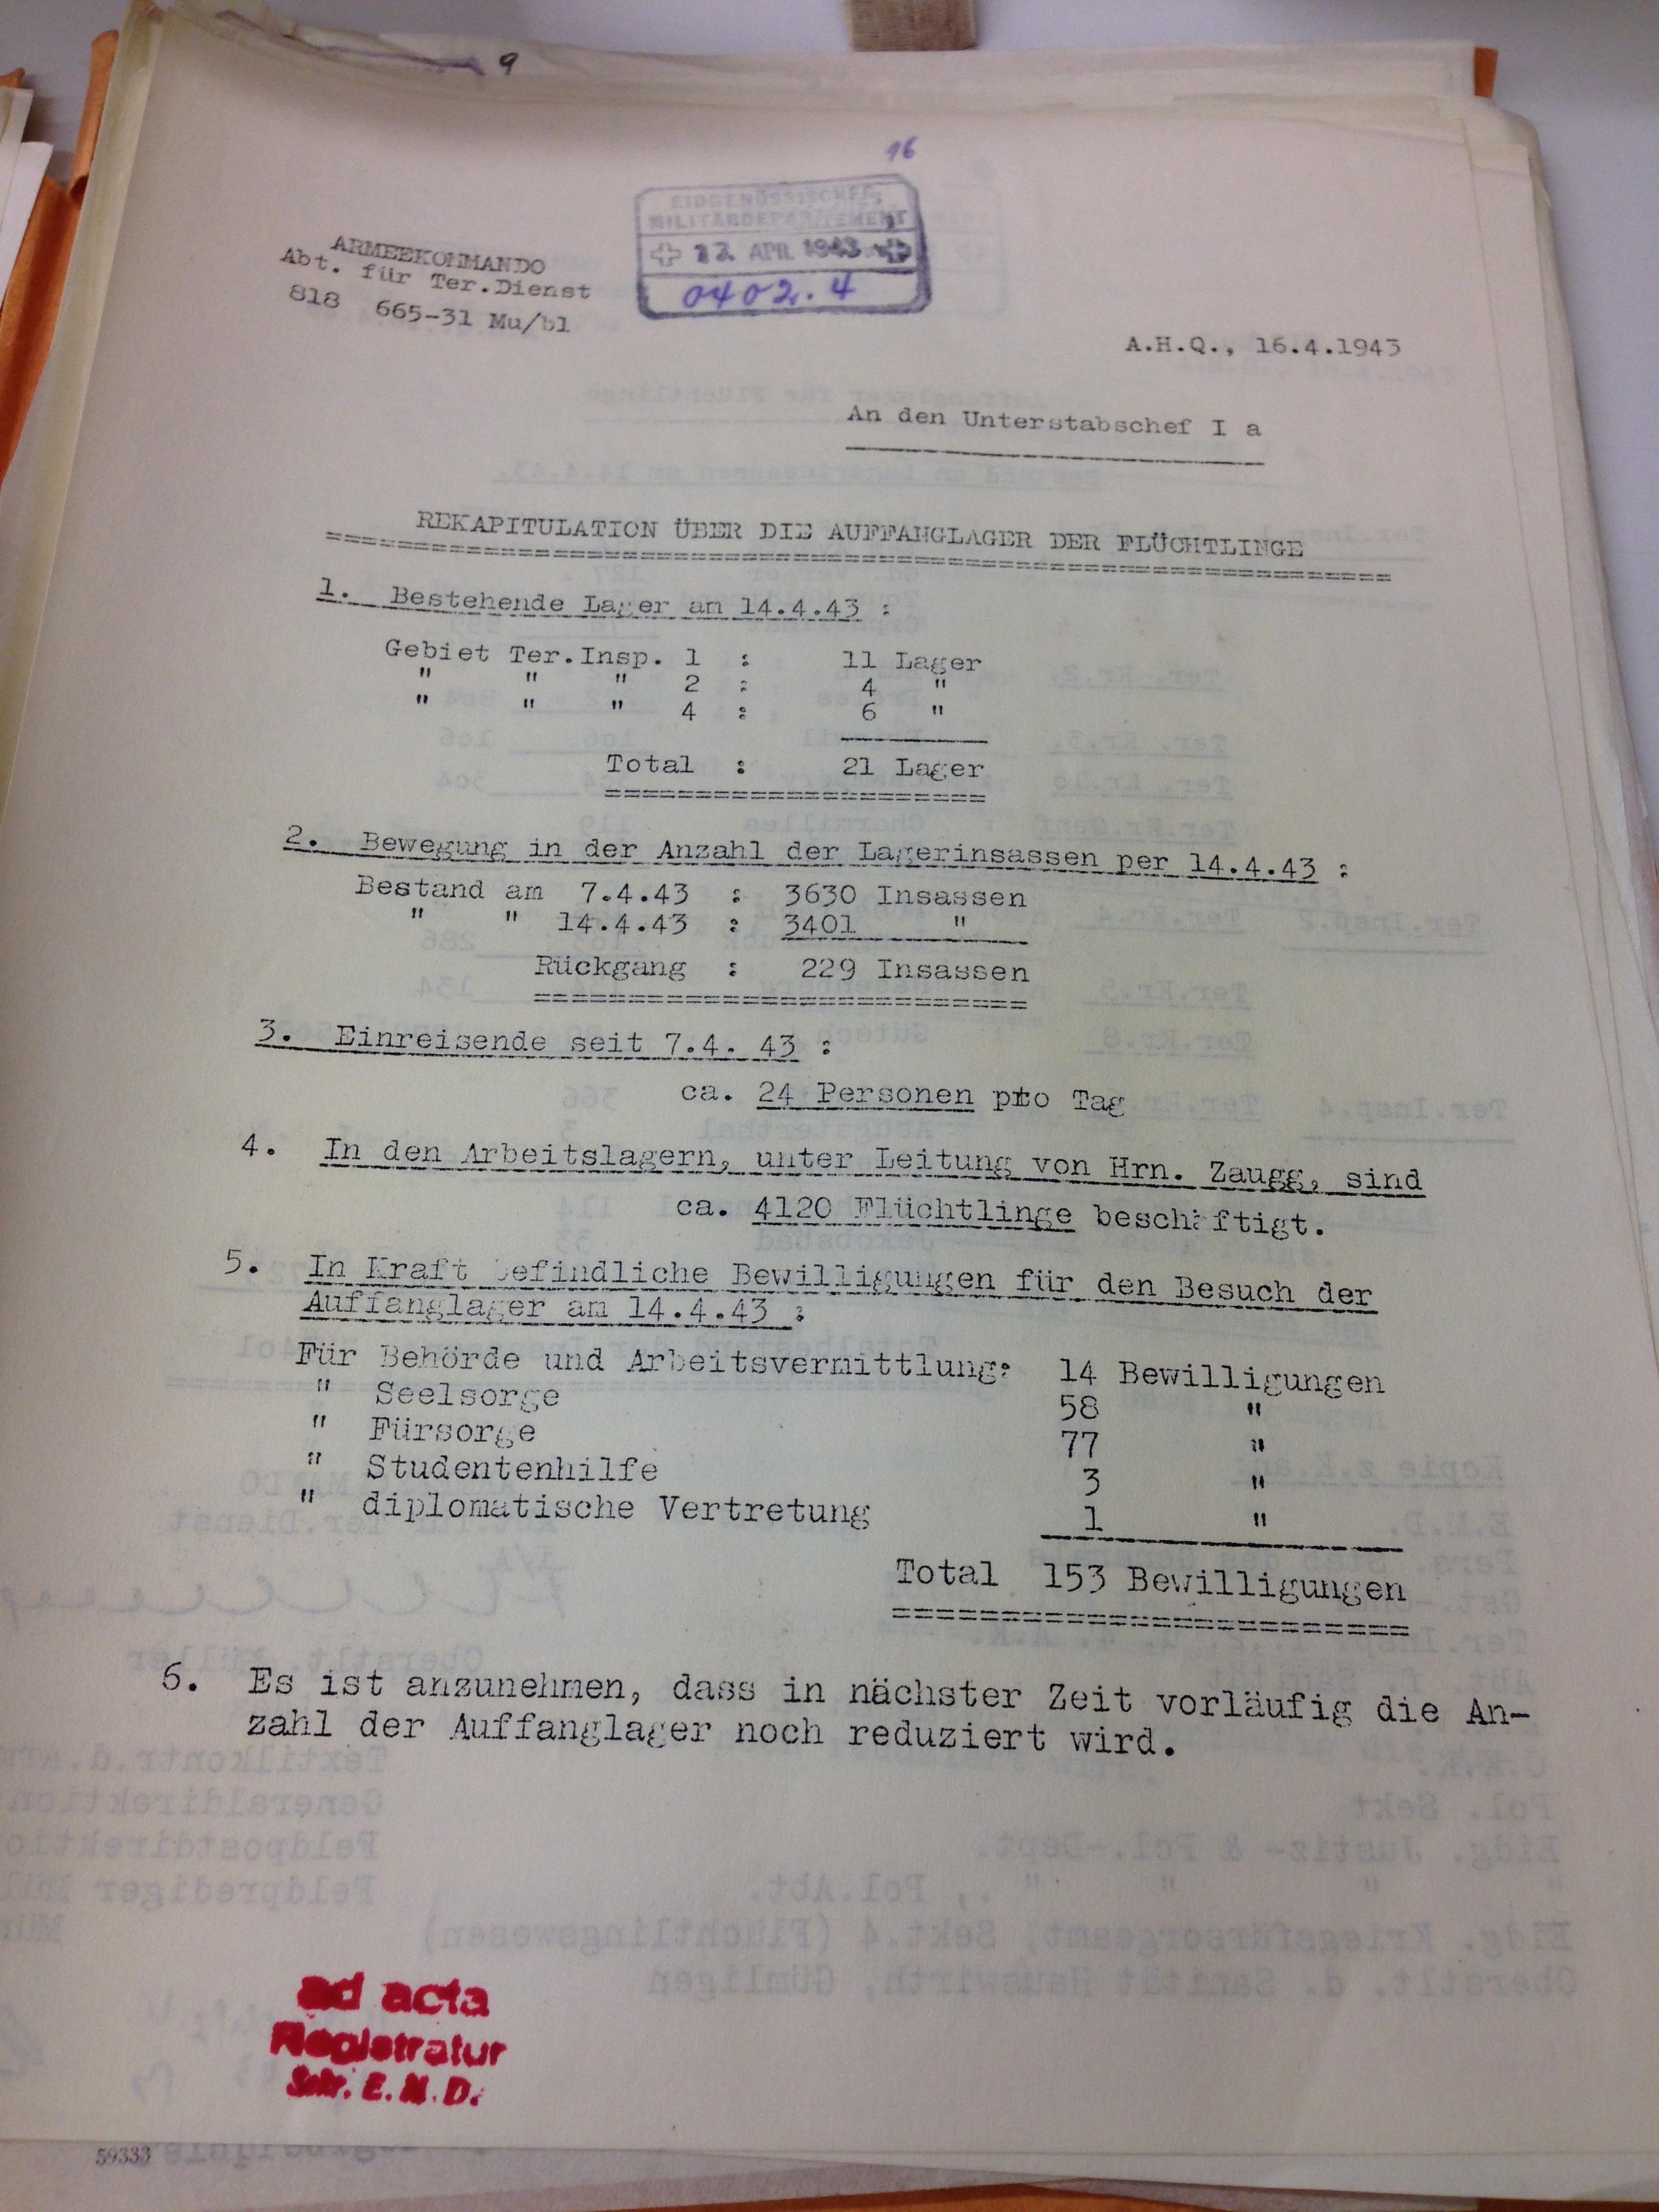 9
16
EIDGENÖSSISCHES
MILITÄRDEPARTEMENT
APR. 1943
0402.4
ARMEEKOMMANDO
Abt. für Ter.Dienst
818 665-31 Mu/bl
A.H.Q., 16.4.1943
An den Unterstabschef I a
REKAPITULATION ÜBER DIE AUFFANGLAGER DER FLÜCHTLINGE
1. Bestehende Lager am 14.4.43 :
Gebiet Ter.Insp. 1 : 11 Lager
" " " 2 : 4 "
" " " 4 : 6 "
Total : 21 Lager
2. Bewegung in der Anzahl der Lagerinsassen per 14.4.43 :
Bestand am 7.4.43 : 3630 Insassen
" " 14.4.43 : 3401 "
Rückgang : 229 Insassen
3. Einreisende seit 7.4. 43 :
ca. 24 Personen pro Tag
4. In den Arbeitslagern, unter Leitung von Hrn. Zaugg, sind
ca. 4120 Flüchtlinge beschäftigt.
5. In Kraft befindliche Bewilligungen für den Besuch der
Auffanglager am 14.4.43 :
Für Behörde und Arbeitsvermittlung: 14 Bewilligungen
" Seelsorge 58 "
" Fürsorge 77 "
" Studentenhilfe 3 "
" diplomatische Vertretung 1 "
Total 153 Bewilligungen
6. Es ist anzunehmen, dass in nächster Zeit vorläufig die An-
zahl der Auffanglager noch reduziert wird.
ad acta
Registratur
Sekr. E.M.D.
59333